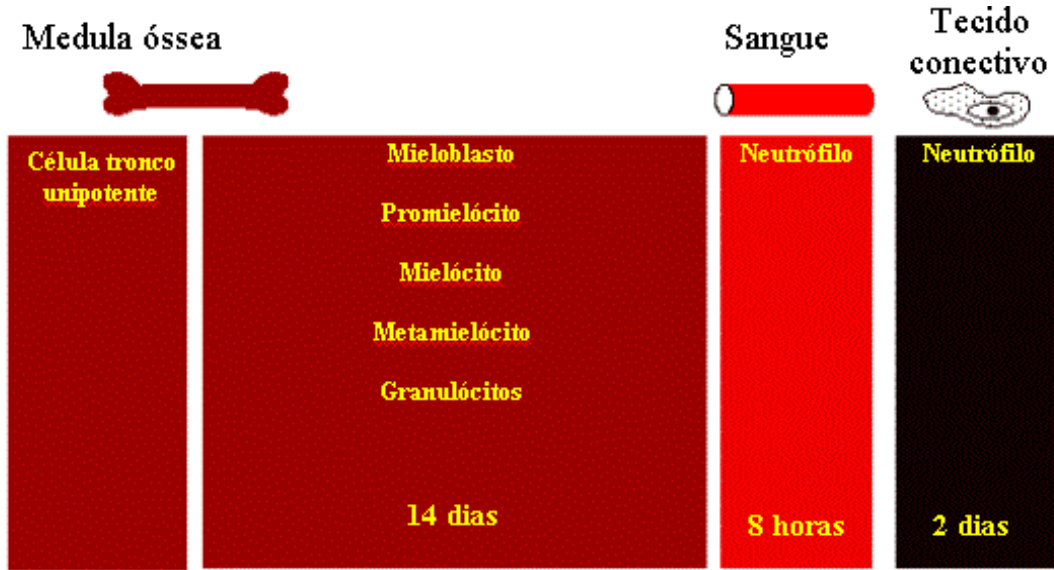 Medula óssea
Sangue
Tecido
conectivo
Célula tronco
unipotente
Mieloblasto
Promielócito
Mielócito
Metamielócito
Granulócitos
14 dias
Neutrófilo
8 horas
Neutrófilo
2 dias